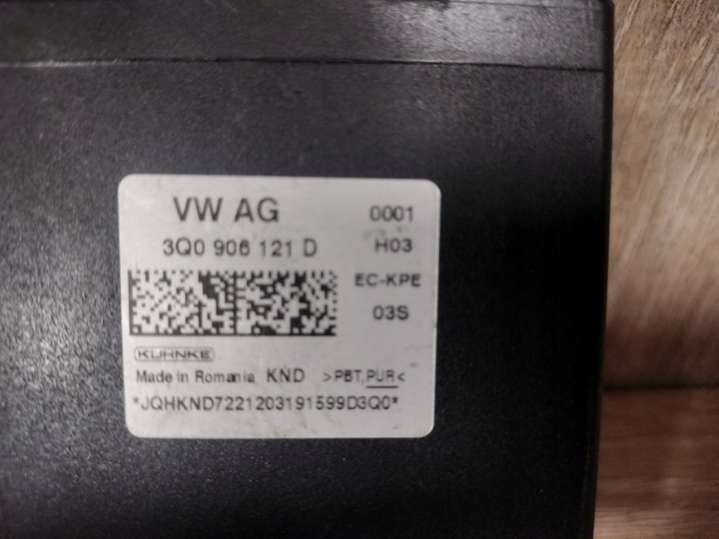 VW AG 0001
3Q0 906 121 D H03
EC-KPE
03S
KUHNKE
Made in Romania KND >PBT,PUR<
*JQHKND7221203191599D3Q0*